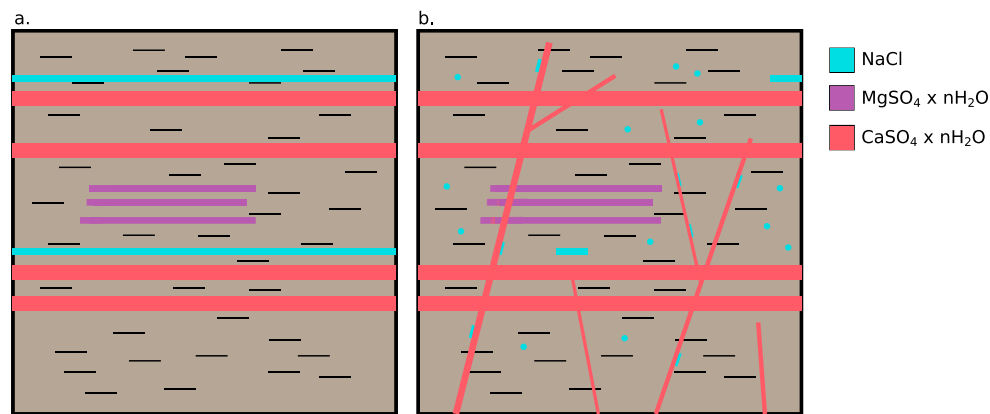 a.
b.
NaCl
MgSO₄ x nH₂O
CaSO₄ x nH₂O